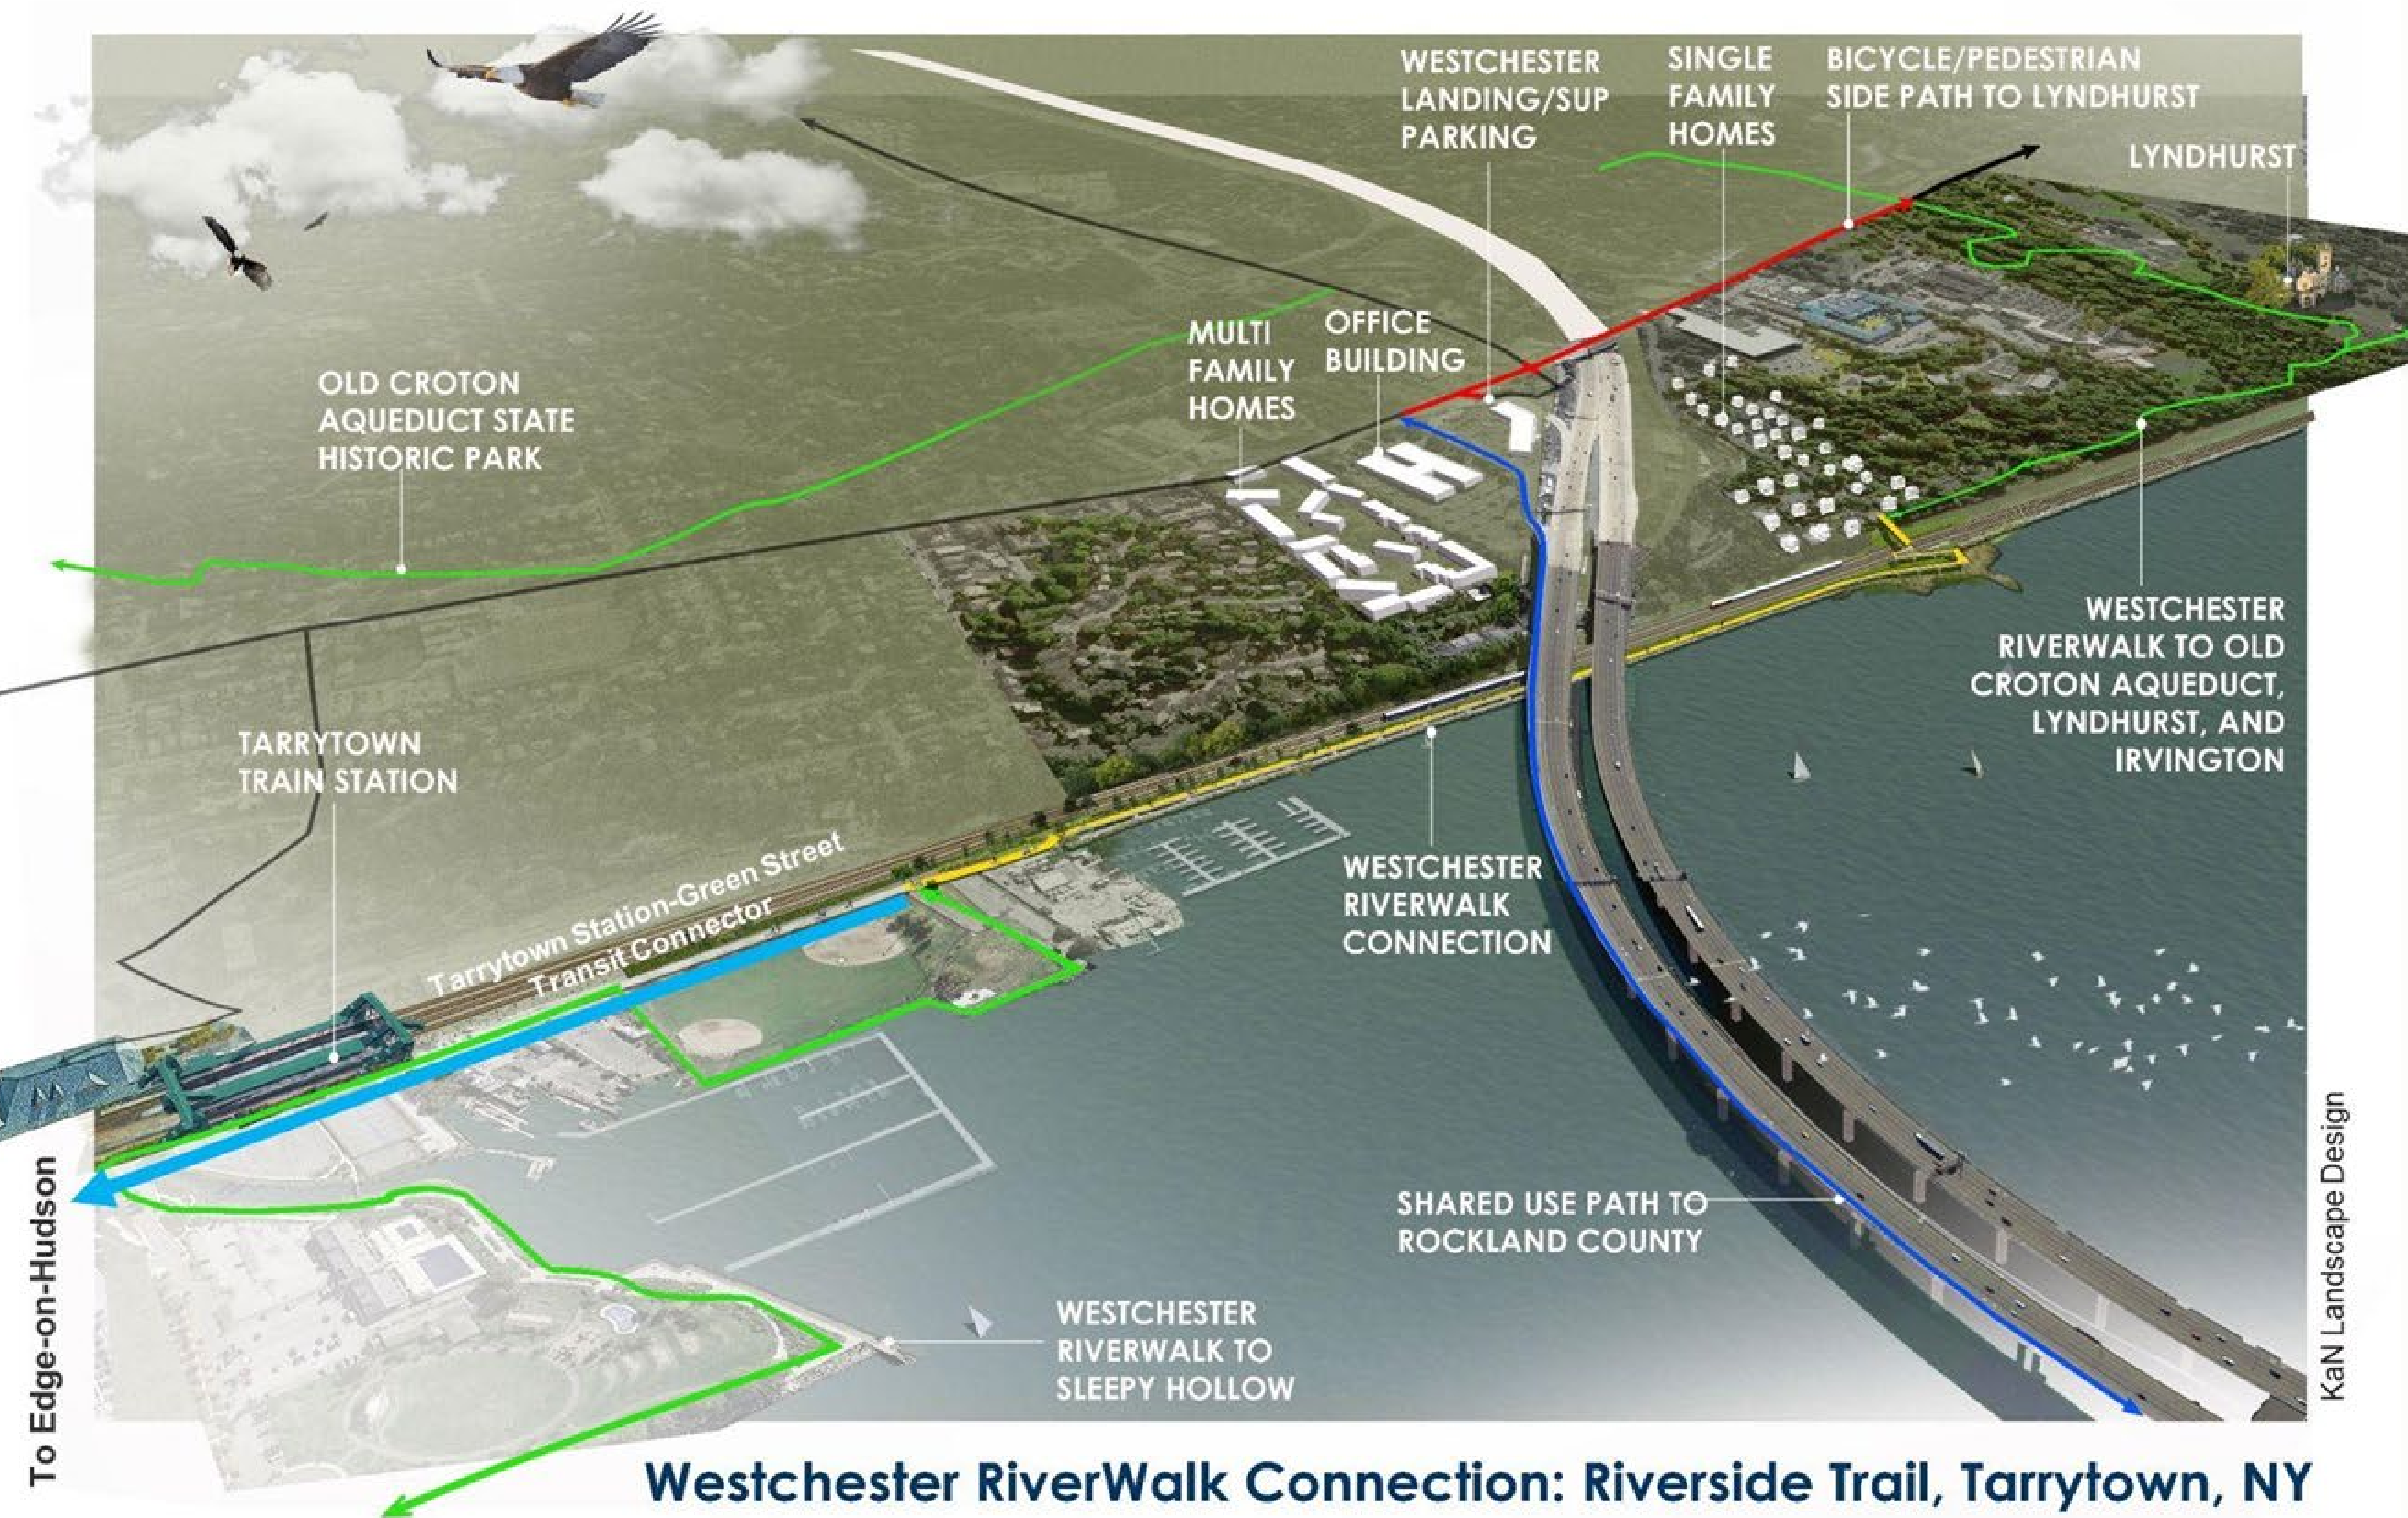 WESTCHESTER
LANDING/SUP
PARKING
SINGLE
FAMILY
HOMES
BICYCLE/PEDESTRIAN
SIDE PATH TO LYNDHURST
LYNDHURST
MULTI
FAMILY
HOMES
OFFICE
BUILDING
OLD CROTON
AQUEDUCT STATE
HISTORIC PARK
WESTCHESTER
RIVERWALK TO OLD
CROTON AQUEDUCT,
LYNDHURST, AND
IRVINGTON
TARRYTOWN
TRAIN STATION
Tarrytown Station-Green Street
Transit Connector
WESTCHESTER
RIVERWALK
CONNECTION
SHARED USE PATH TO
ROCKLAND COUNTY
WESTCHESTER
RIVERWALK TO
SLEEPY HOLLOW
To Edge-on-Hudson
KaN Landscape Design
Westchester RiverWalk Connection: Riverside Trail, Tarrytown, NY